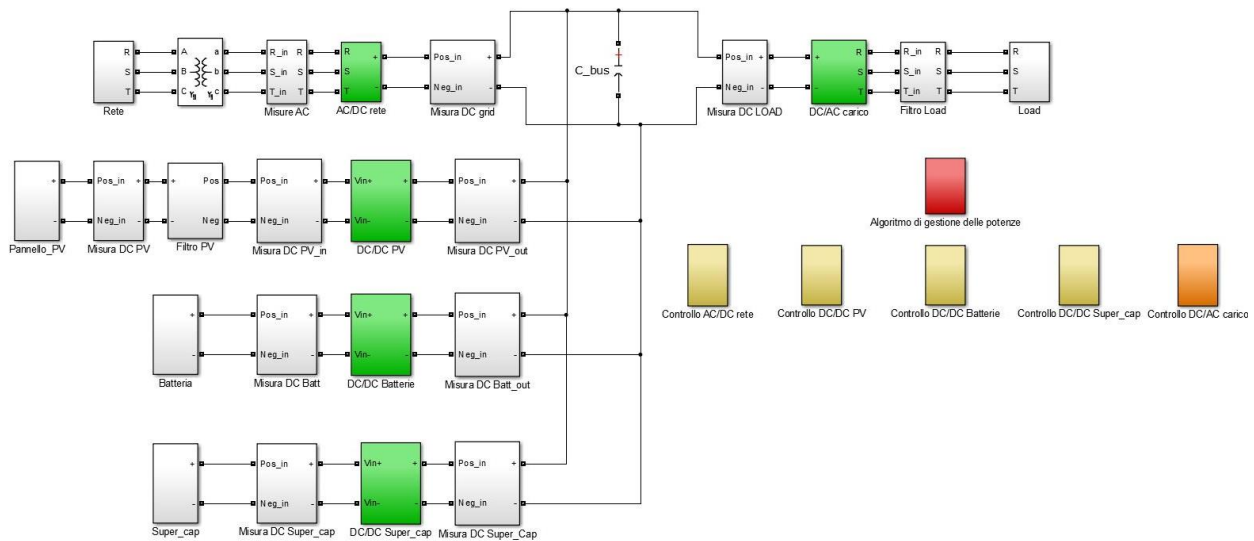 A a R_in R + Pos_in + Pos_in + + R R_in R R
R
B b S_in S
S S S_in S S
C c T_in T - Neg_in - Neg_in - - T T_in T T
T
C_bus
Rete Misure AC AC/DC rete Misura DC grid Misura DC LOAD DC/AC carico Filtro Load Load
+ Pos_in + + Pos Pos_in + Vin+ + Pos_in +
- Neg_in - - Neg Neg_in - Vin- - Neg_in -
Pannello_PV Misura DC PV Filtro PV Misura DC PV_in DC/DC PV Misura DC PV_out
Algoritmo di gestione delle potenze
+ Pos_in + Vin+ + Pos_in +
- Neg_in - Vin- - Neg_in -
Controllo AC/DC rete Controllo DC/DC PV Controllo DC/DC Batterie Controllo DC/DC Super_cap Controllo DC/AC carico
Batteria Misura DC Batt DC/DC Batterie Misura DC Batt_out
+ Pos_in + Vin+ + Pos_in +
- Neg_in - Vin- - Neg_in -
Super_cap Misura DC Super_cap DC/DC Super_cap Misura DC Super_Cap